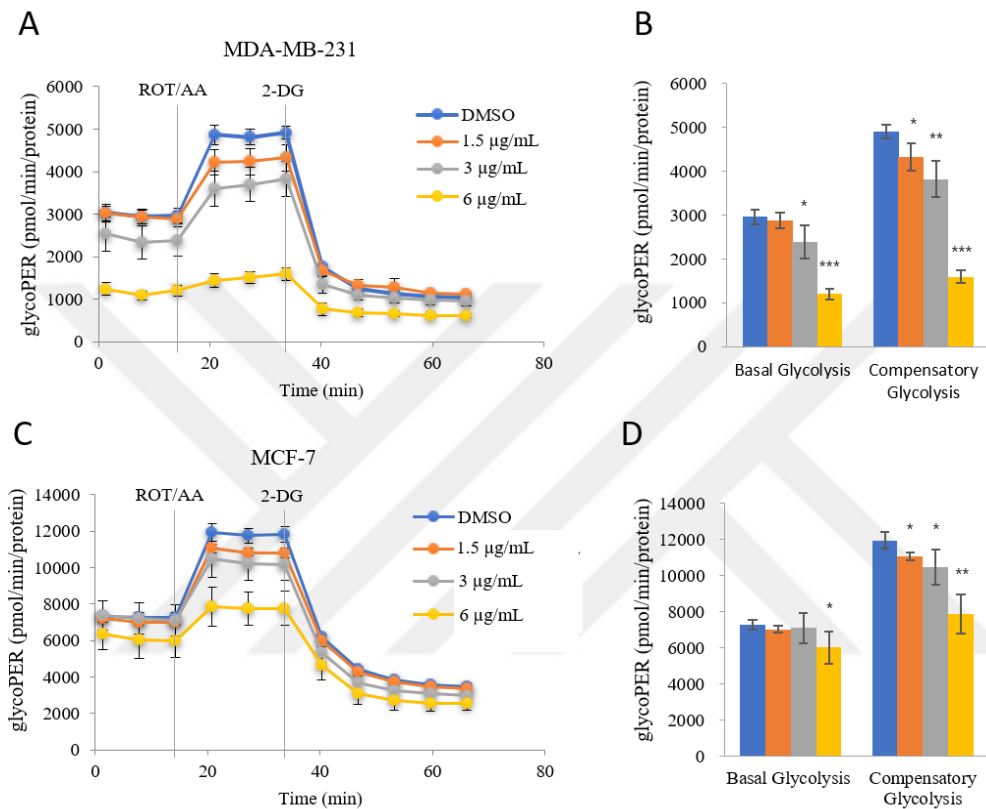 A
MDA-MB-231
ROT/AA
2-DG
glycoPER (pmol/min/protein)
6000
5000
4000
3000
2000
1000
0
0
20
40
60
80
Time (min)
DMSO
1.5 µg/mL
3 µg/mL
6 µg/mL
B
glycoPER (pmol/min/protein)
6000
5000
4000
3000
2000
1000
0
*
***
*
**
***
Basal Glycolysis
Compensatory
Glycolysis
C
MCF-7
ROT/AA
2-DG
glycoPER (pmol/min/protein)
14000
12000
10000
8000
6000
4000
2000
0
0
20
40
60
80
Time (min)
DMSO
1.5 µg/mL
3 µg/mL
6 µg/mL
D
glycoPER (pmol/min/protein)
14000
12000
10000
8000
6000
4000
2000
0
*
*
*
**
Basal Glycolysis
Compensatory
Glycolysis